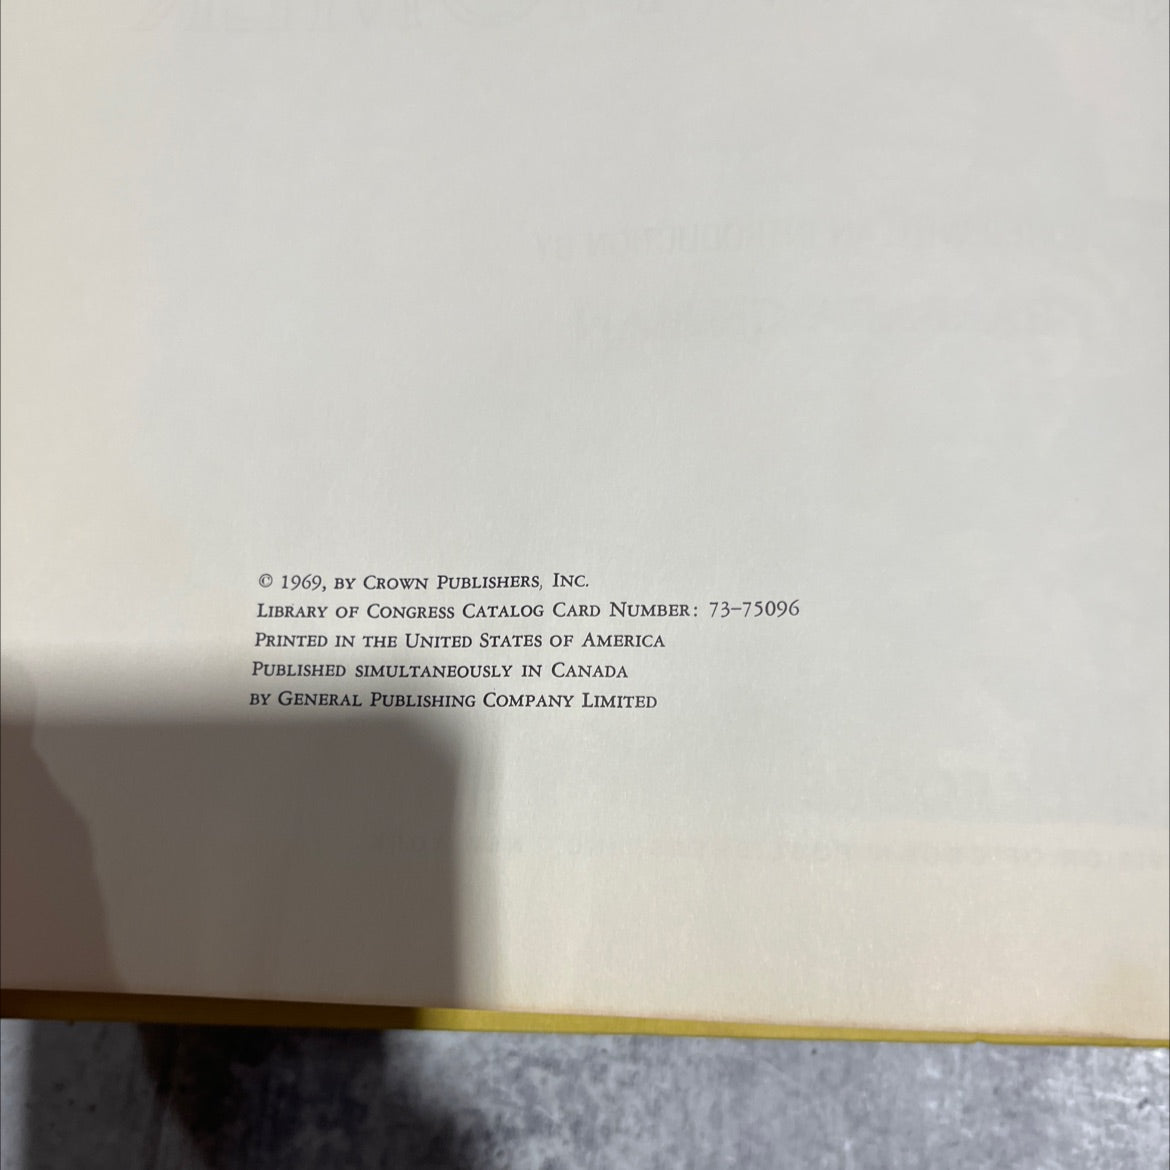 © 1969, BY CROWN PUBLISHERS, INC.
LIBRARY OF CONGRESS CATALOG CARD NUMBER: 73–75096
PRINTED IN THE UNITED STATES OF AMERICA
PUBLISHED SIMULTANEOUSLY IN CANADA
BY GENERAL PUBLISHING COMPANY LIMITED